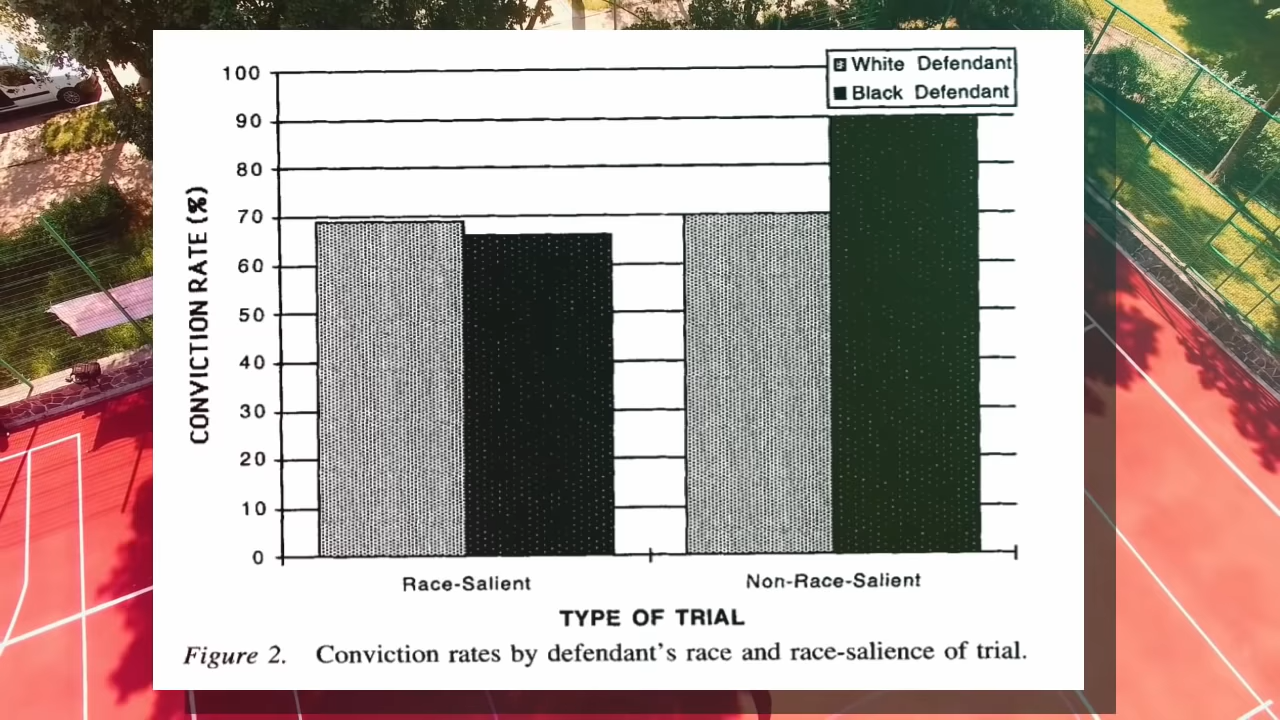 White Defendant
Black Defendant
100
90
80
70
60
50
40
30
20
10
0
CONVICTION RATE (%)
Race-Salient
Non-Race-Salient
TYPE OF TRIAL
Figure 2. Conviction rates by defendant's race and race-salience of trial.